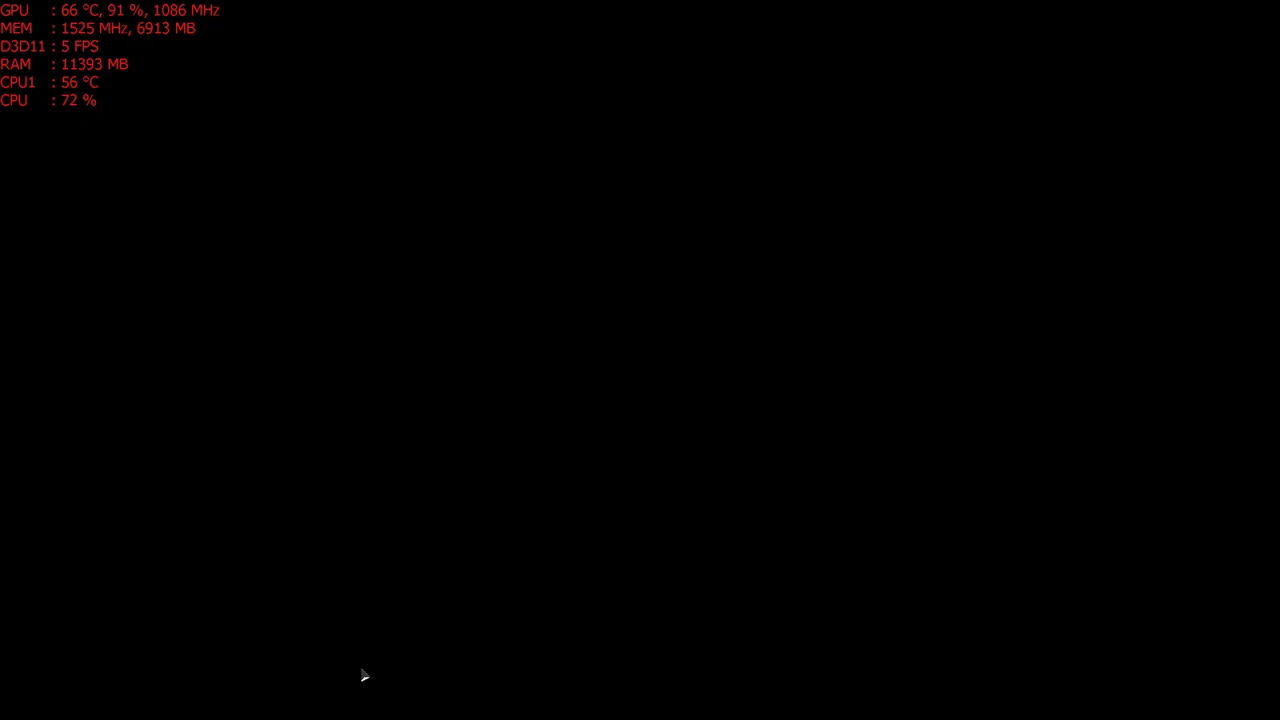 GPU : 66 °C, 91 %, 1086 MHz
MEM : 1525 MHz, 6913 MB
D3D11 : 5 FPS
RAM : 11393 MB
CPU1 : 56 °C
CPU : 72 %